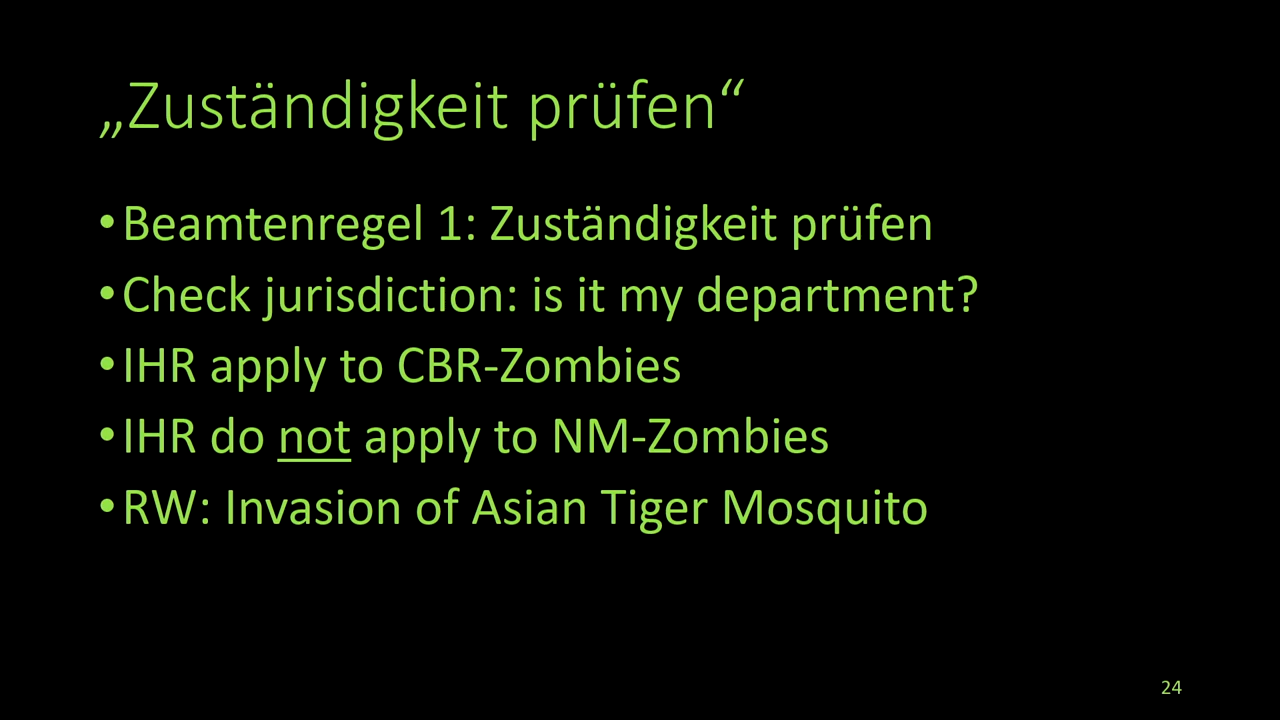 „Zuständigkeit prüfen“
•Beamtenregel 1: Zuständigkeit prüfen
•Check jurisdiction: is it my department?
•IHR apply to CBR-Zombies
•IHR do not apply to NM-Zombies
•RW: Invasion of Asian Tiger Mosquito
24